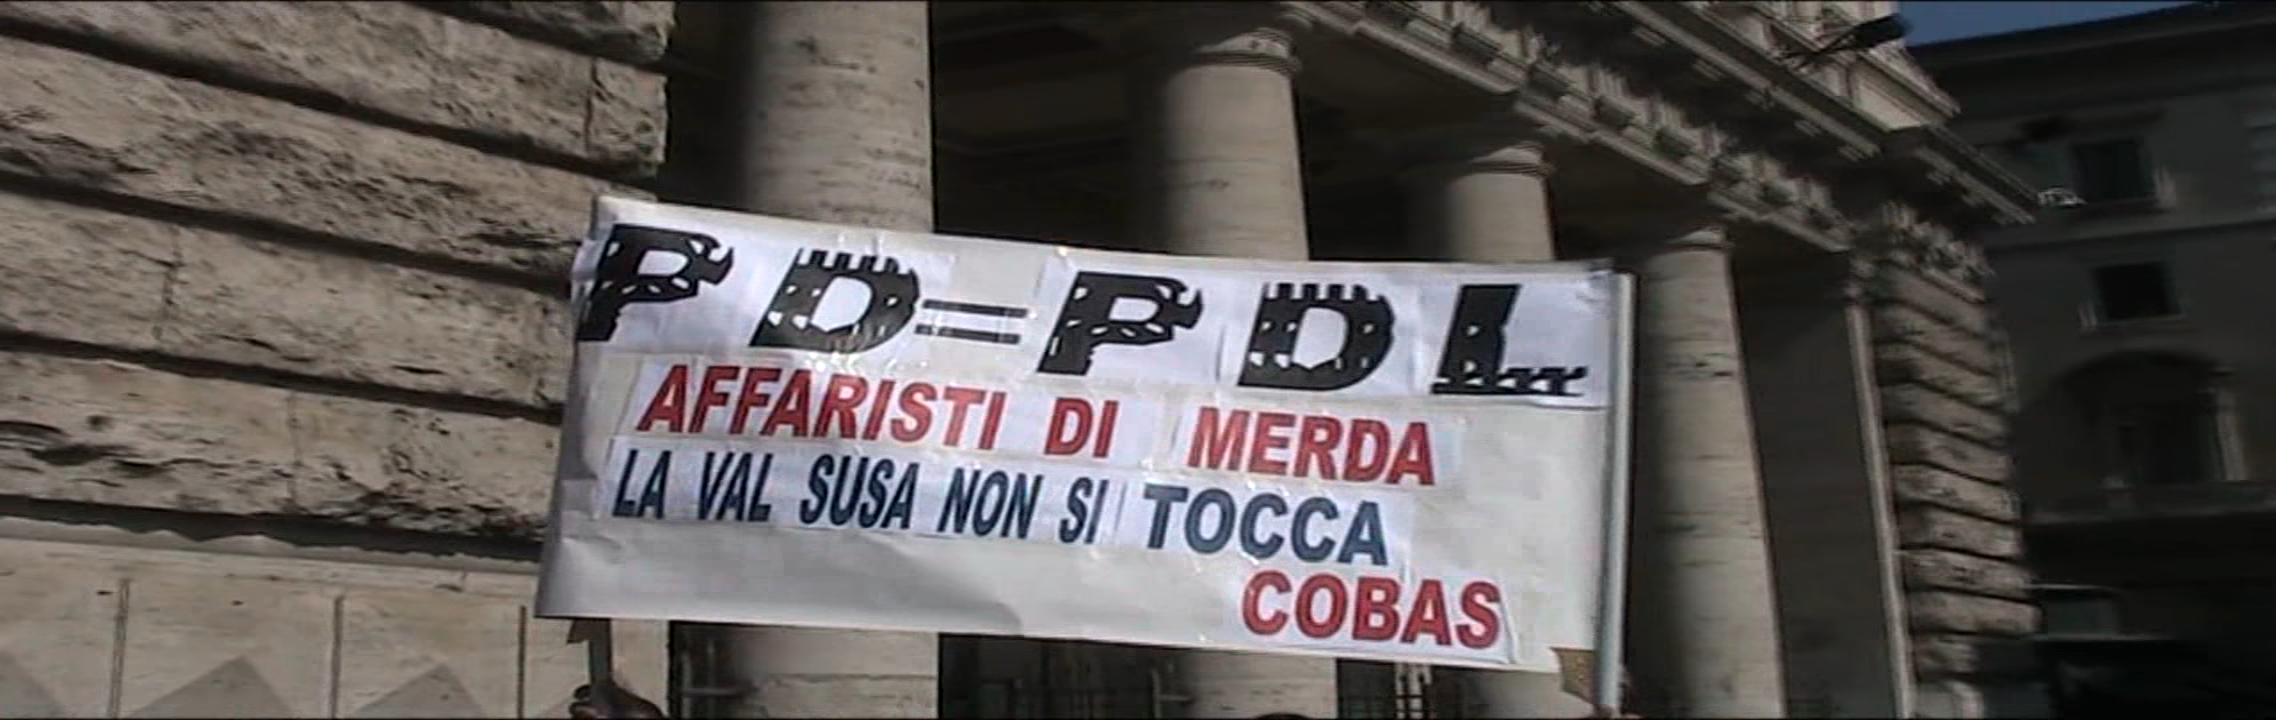 PD=PDL
AFFARISTI DI MERDA
LA VAL SUSA NON SI TOCCA
COBAS